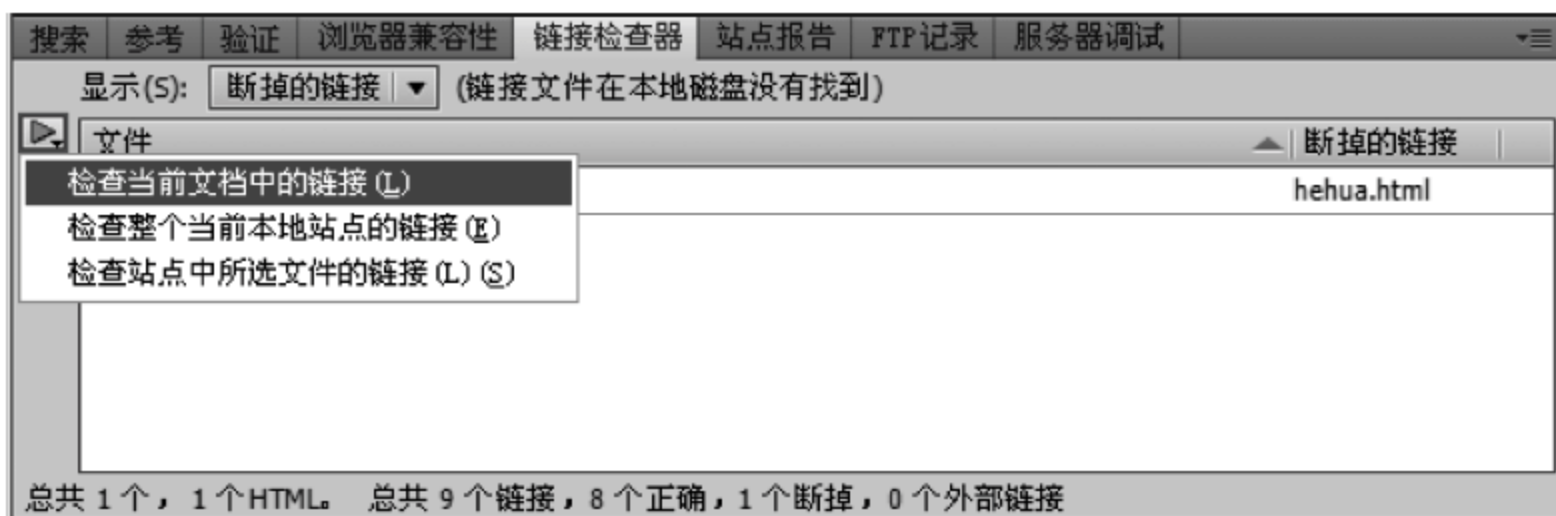 搜索 参考 验证 浏览器兼容性 链接检查器 站点报告 FTP记录 服务器调试
显示(S): 断掉的链接 (链接文件在本地磁盘没有找到)
文件 断掉的链接
检查当前文档中的链接(L) hehua.html
检查整个当前本地站点的链接(E)
检查站点中所选文件的链接(L)(S)
总共 1 个, 1 个HTML。 总共 9 个链接, 8 个正确, 1 个断掉, 0 个外部链接